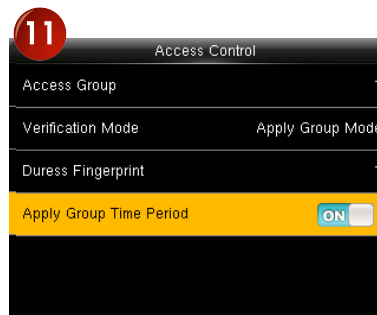 11
Access Control
Access Group
Verification Mode Apply Group Mode
Duress Fingerprint
Apply Group Time Period ON